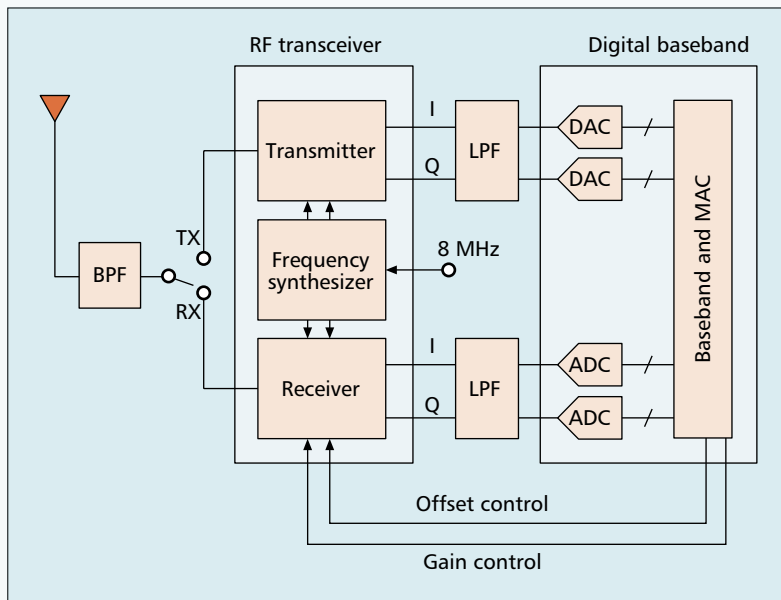 RF transceiver
Digital baseband
Transmitter
I
Q
LPF
DAC
DAC
Baseband and MAC
TX
BPF
RX
Frequency
synthesizer
8 MHz
Receiver
I
Q
LPF
ADC
ADC
Offset control
Gain control